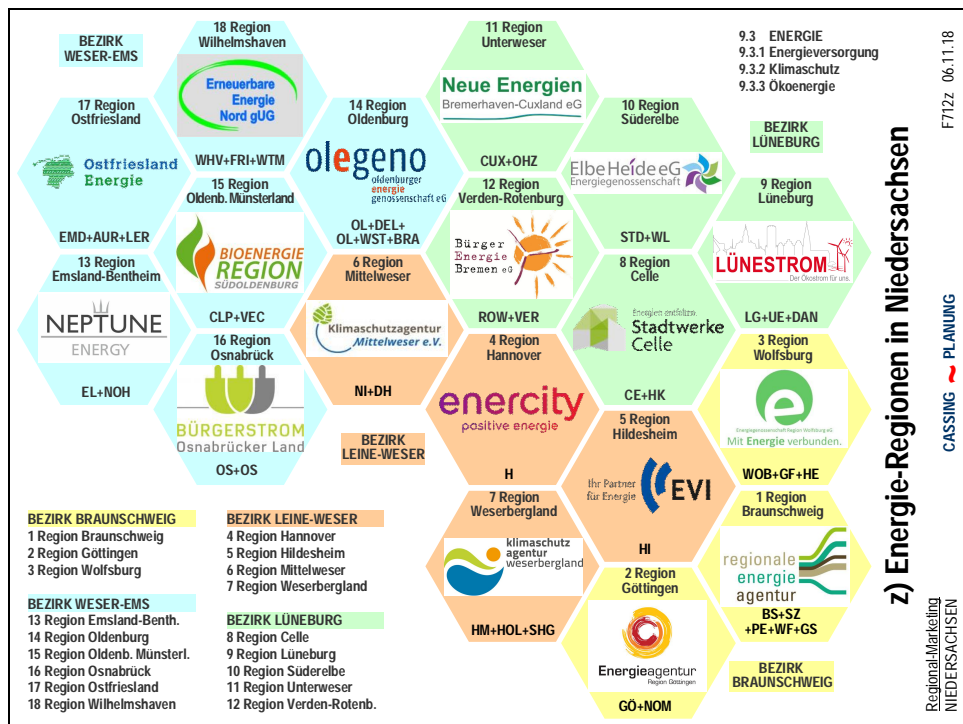 BEZIRK
WESER-EMS
18 Region
Wilhelmshaven
Erneuerbare
Energie
Nord gUG
WHV+FRI+WTM
11 Region
Unterweser
Neue Energien
Bremerhaven-Cuxland eG
CUX+OHZ
9.3 ENERGIE
9.3.1 Energieversorgung
9.3.2 Klimaschutz
9.3.3 Ökoenergie
17 Region
Ostfriesland
Ostfriesland
Energie
EMD+AUR+LER
14 Region
Oldenburg
olegeno
oldenburger
energie
genossenschaft eG
OL+DEL+
OL+WST+BRA
10 Region
Süderelbe
Elbe Heide eG
Energiegenossenschaft
STD+WL
BEZIRK
LÜNEBURG
15 Region
Oldenb. Münsterland
BIOENERGIE
REGION
SÜDOLDENBURG
CLP+VEC
12 Region
Verden-Rotenburg
Bürger
Energie
Bremen eG
ROW+VER
9 Region
Lüneburg
LÜNESTROM
Der Ökostrom für uns.
LG+UE+DAN
13 Region
Emsland-Bentheim
NEPTUNE
ENERGY
EL+NOH
6 Region
Mittelweser
Klimaschutzagentur
Mittelweser e.V.
NI+DH
8 Region
Celle
Energien entfalten.
Stadtwerke
Celle
CE+HK
16 Region
Osnabrück
BÜRGERSTROM
Osnabrücker Land
OS+OS
4 Region
Hannover
enercity
positive energie
H
3 Region
Wolfsburg
e
Energiegenossenschaft Region Wolfsburg eG
Mit Energie verbunden.
WOB+GF+HE
BEZIRK
LEINE-WESER
5 Region
Hildesheim
Ihr Partner
für Energie
EVI
HI
7 Region
Weserbergland
klimaschutz
agentur
weserbergland
HM+HOL+SHG
1 Region
Braunschweig
regionale
energie
agentur
BS+SZ
+PE+WF+GS
2 Region
Göttingen
Energieagentur
Region Göttingen
GÖ+NOM
BEZIRK
BRAUNSCHWEIG
BEZIRK BRAUNSCHWEIG
1 Region Braunschweig
2 Region Göttingen
3 Region Wolfsburg
BEZIRK LEINE-WESER
4 Region Hannover
5 Region Hildesheim
6 Region Mittelweser
7 Region Weserbergland
BEZIRK WESER-EMS
13 Region Emsland-Benth.
14 Region Oldenburg
15 Region Oldenb. Münsterl.
16 Region Osnabrück
17 Region Ostfriesland
18 Region Wilhelmshaven
BEZIRK LÜNEBURG
8 Region Celle
9 Region Lüneburg
10 Region Süderelbe
11 Region Unterweser
12 Region Verden-Rotenb.
z) Energie-Regionen in Niedersachsen
F712z 06.11.18
CASSING ~ PLANUNG
Regional-Marketing
NIEDERSACHSEN